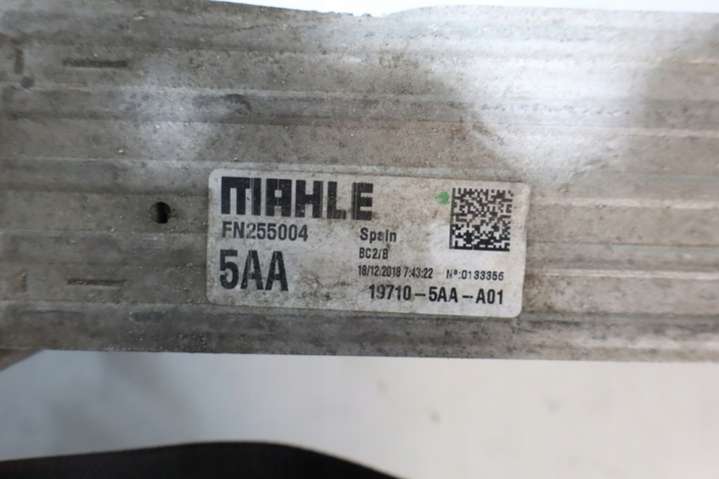 MAHLE
FN255004
Spain
5AA
BC2/B
18/12/2018 7:43:22 Nº:0133356
19710-5AA-A01